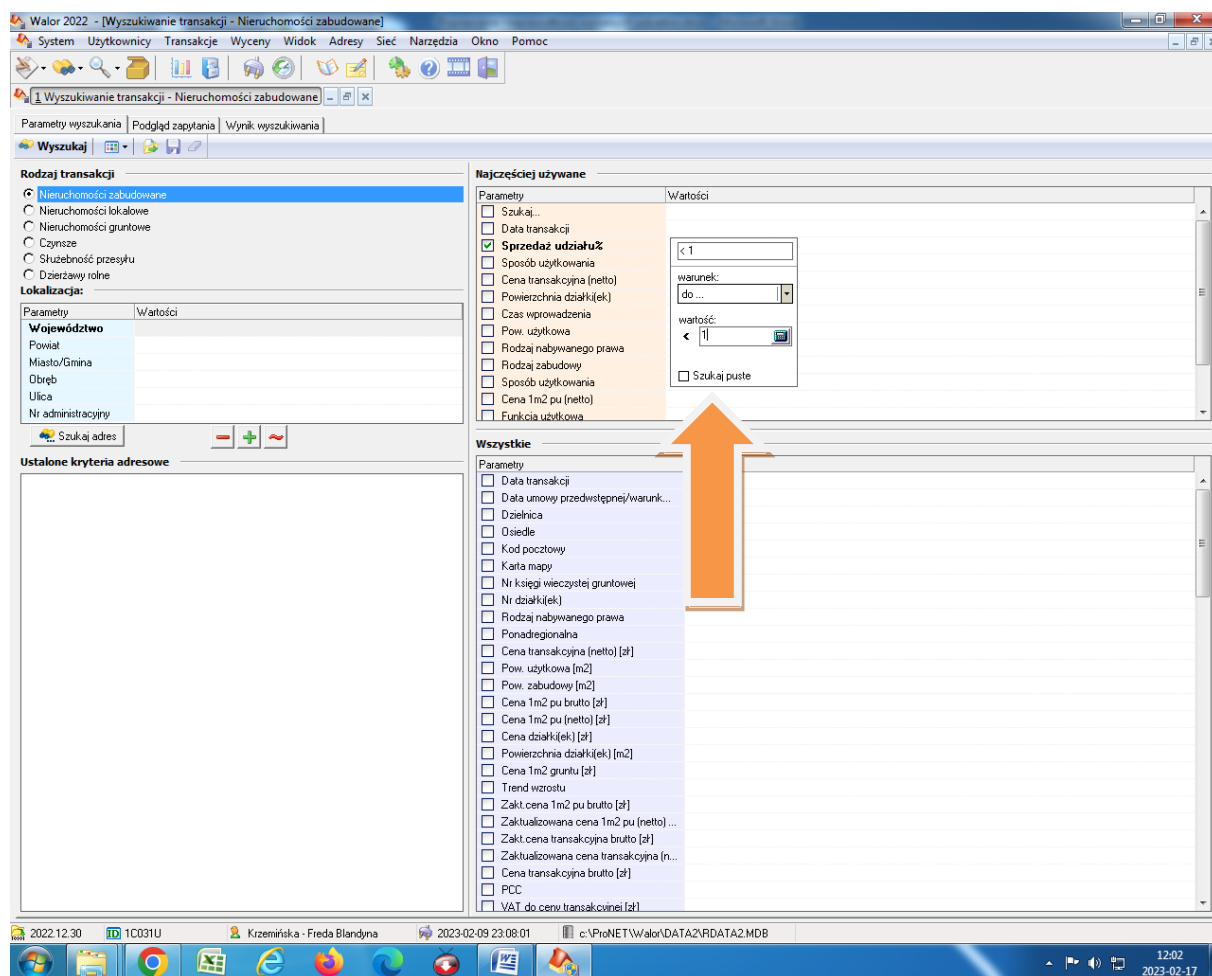 Walor 2022 - [Wyszukiwanie transakcji - Nieruchomości zabudowane]
System Użytkownicy Transakcje Wyceny Widok Adresy Sieć Narzędzia Okno Pomoc
1 Wyszukiwanie transakcji - Nieruchomości zabudowane
Parametry wyszukania Podgląd zapytania Wynik wyszukiwania
Wyszukaj
Rodzaj transakcji
Nieruchomości zabudowane
Nieruchomości lokalowe
Nieruchomości gruntowe
Czynsze
Służebność przesyłu
Dzierżawy rolne
Lokalizacja:
Parametry Wartości
Województwo
Powiat
Miasto/Gmina
Obręb
Ulica
Nr administracyjny
Szukaj adres
Ustalone kryteria adresowe
Najczęściej używane
Parametry Wartości
Szukaj...
Data transakcji
Sprzedaż udziału%
Sposób użytkowania
Cena transakcyjna (netto)
Powierzchnia działki(ek)
Czas wprowadzenia
Pow. użytkowa
Rodzaj nabywanego prawa
Rodzaj zabudowy
Sposób użytkowania
Cena 1m2 pu (netto)
Funkcja użytkowa
< 1
warunek:
do ...
wartość:
< 1
Szukaj puste
Wszystkie
Parametry
Data transakcji
Data umowy przedwstępnej/warunk...
Dzielnica
Osiedle
Kod pocztowy
Karta mapy
Nr księgi wieczystej gruntowej
Nr działki(ek)
Rodzaj nabywanego prawa
Ponadregionalna
Cena transakcyjna (netto) [zł]
Pow. użytkowa [m2]
Pow. zabudowy [m2]
Cena 1m2 pu brutto [zł]
Cena 1m2 pu (netto) [zł]
Cena działki(ek) [zł]
Powierzchnia działki(ek) [m2]
Cena 1m2 gruntu [zł]
Trend wzrostu
Zakt.cena 1m2 pu brutto [zł]
Zaktualizowana cena 1m2 pu (netto) ...
Zakt.cena transakcyjna brutto [zł]
Zaktualizowana cena transakcyjna (n...
Cena transakcyjna brutto [zł]
PCC
VAT do ceny transakcyjnej [zł]
2022.12.30 ID 1C031U Krzemińska - Freda Blandyna 2023-02-09 23:08:01 c:\ProNET\Walor\DATA2\RDATA2.MDB
12:02
2023-02-17